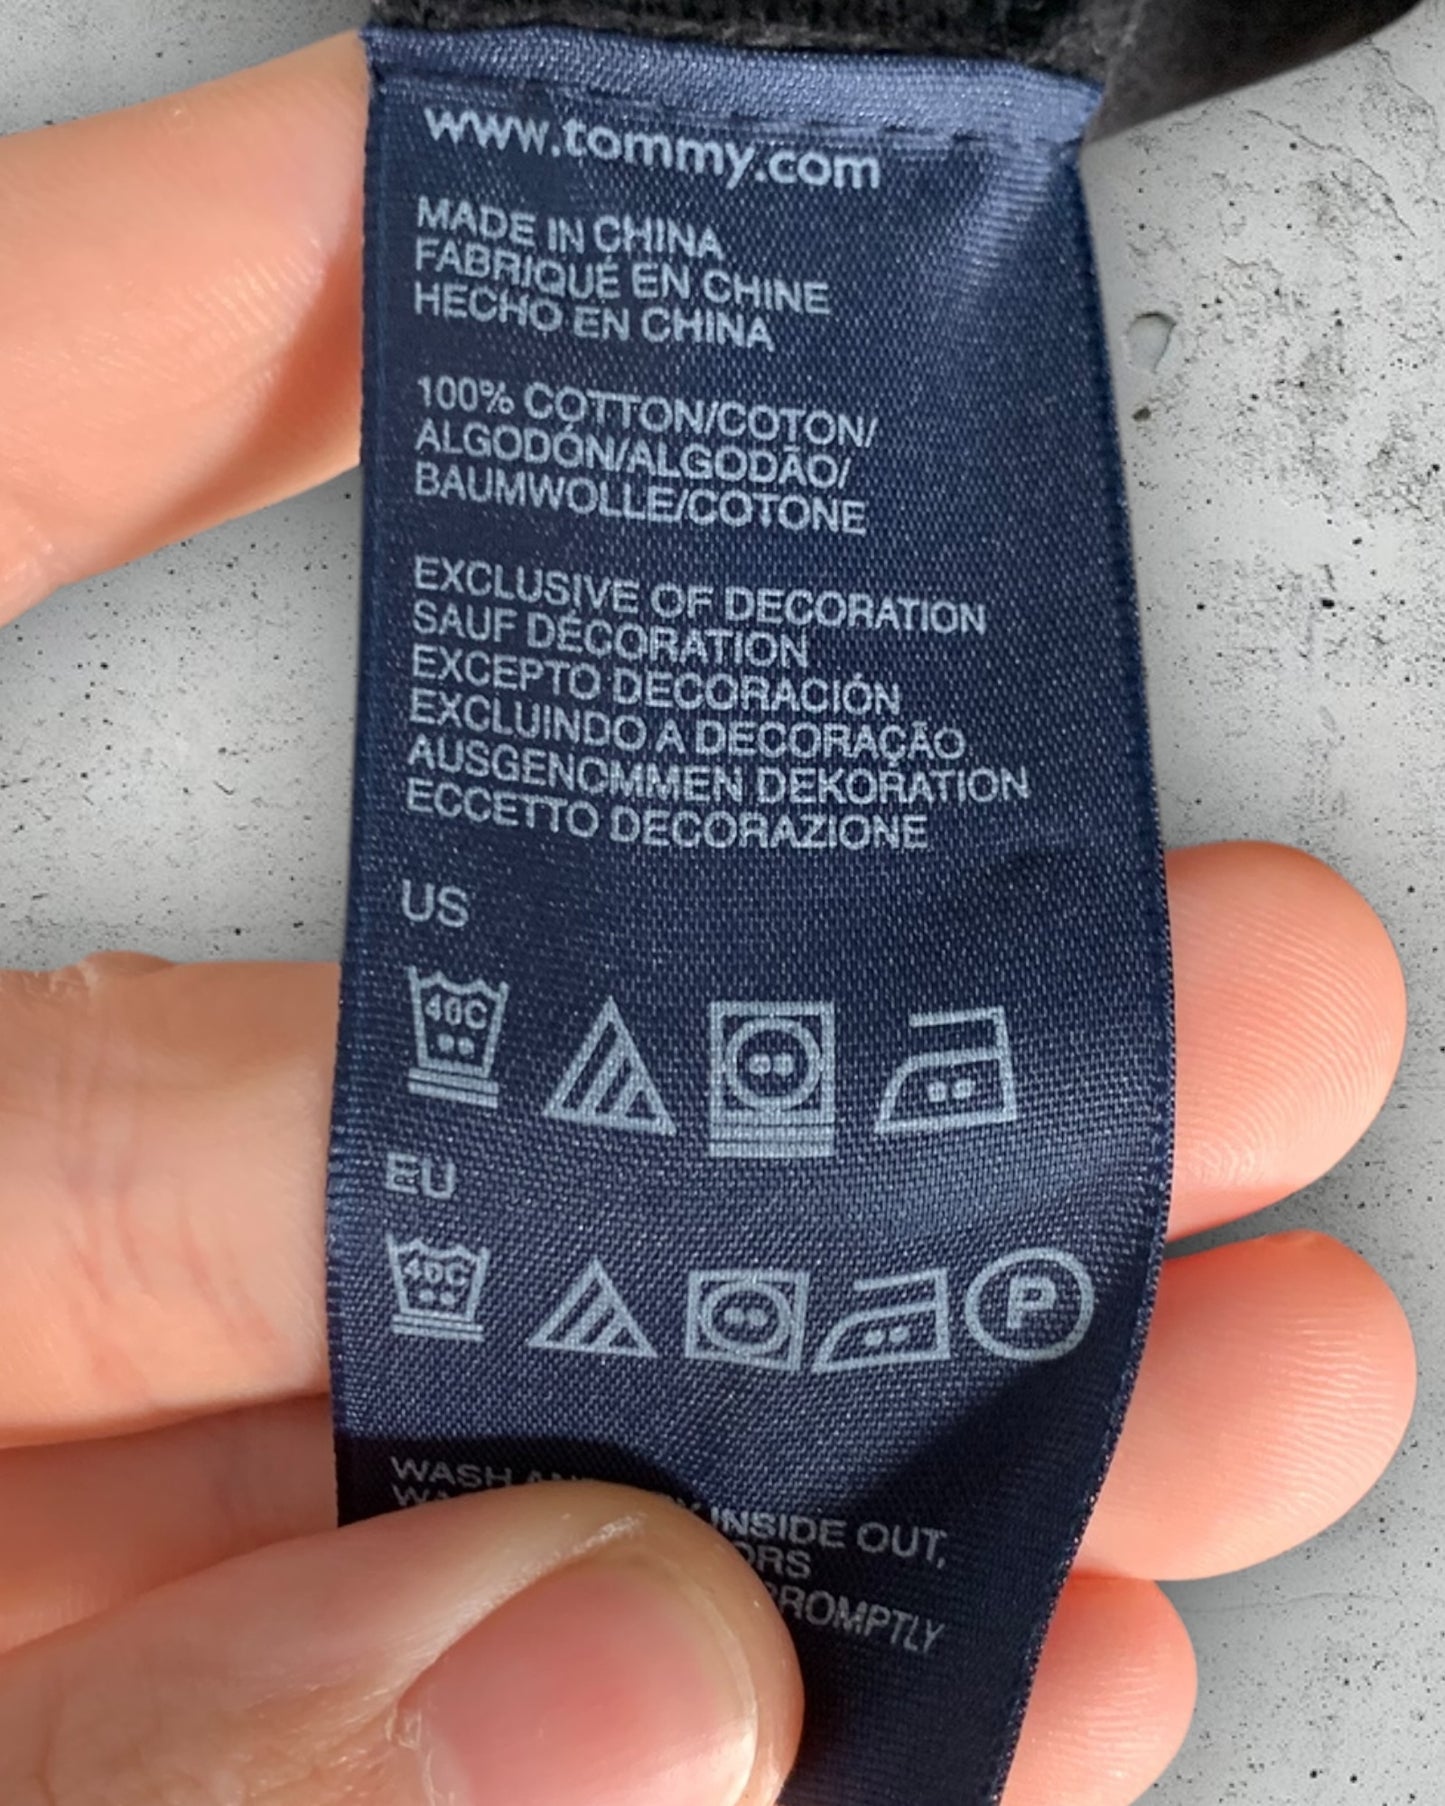 www.tommy.com
MADE IN CHINA
FABRIQUÉ EN CHINE
HECHO EN CHINA
100% COTTON/COTON/
ALGODÓN/ALGODÃO/
BAUMWOLLE/COTONE
EXCLUSIVE OF DECORATION
SAUF DÉCORATION
EXCEPTO DECORACIÓN
EXCLUINDO A DECORAÇÃO
AUSGENOMMEN DEKORATION
ECCETTO DECORAZIONE
US
40C
EU
40C
P
WASH INSIDE OUT,
PROMPTLY